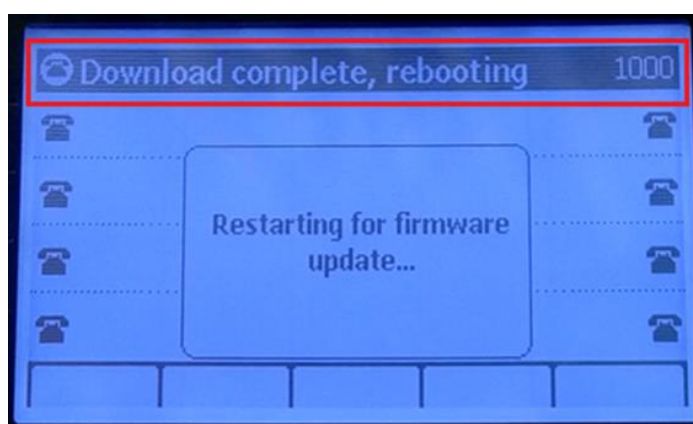 Download complete, rebooting 1000
Restarting for firmware
update...